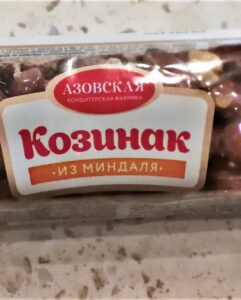 АЗОВСКАЯ
КОНДИТЕРСКАЯ ФАБРИКА
Козинак
ИЗ МИНДАЛЯ